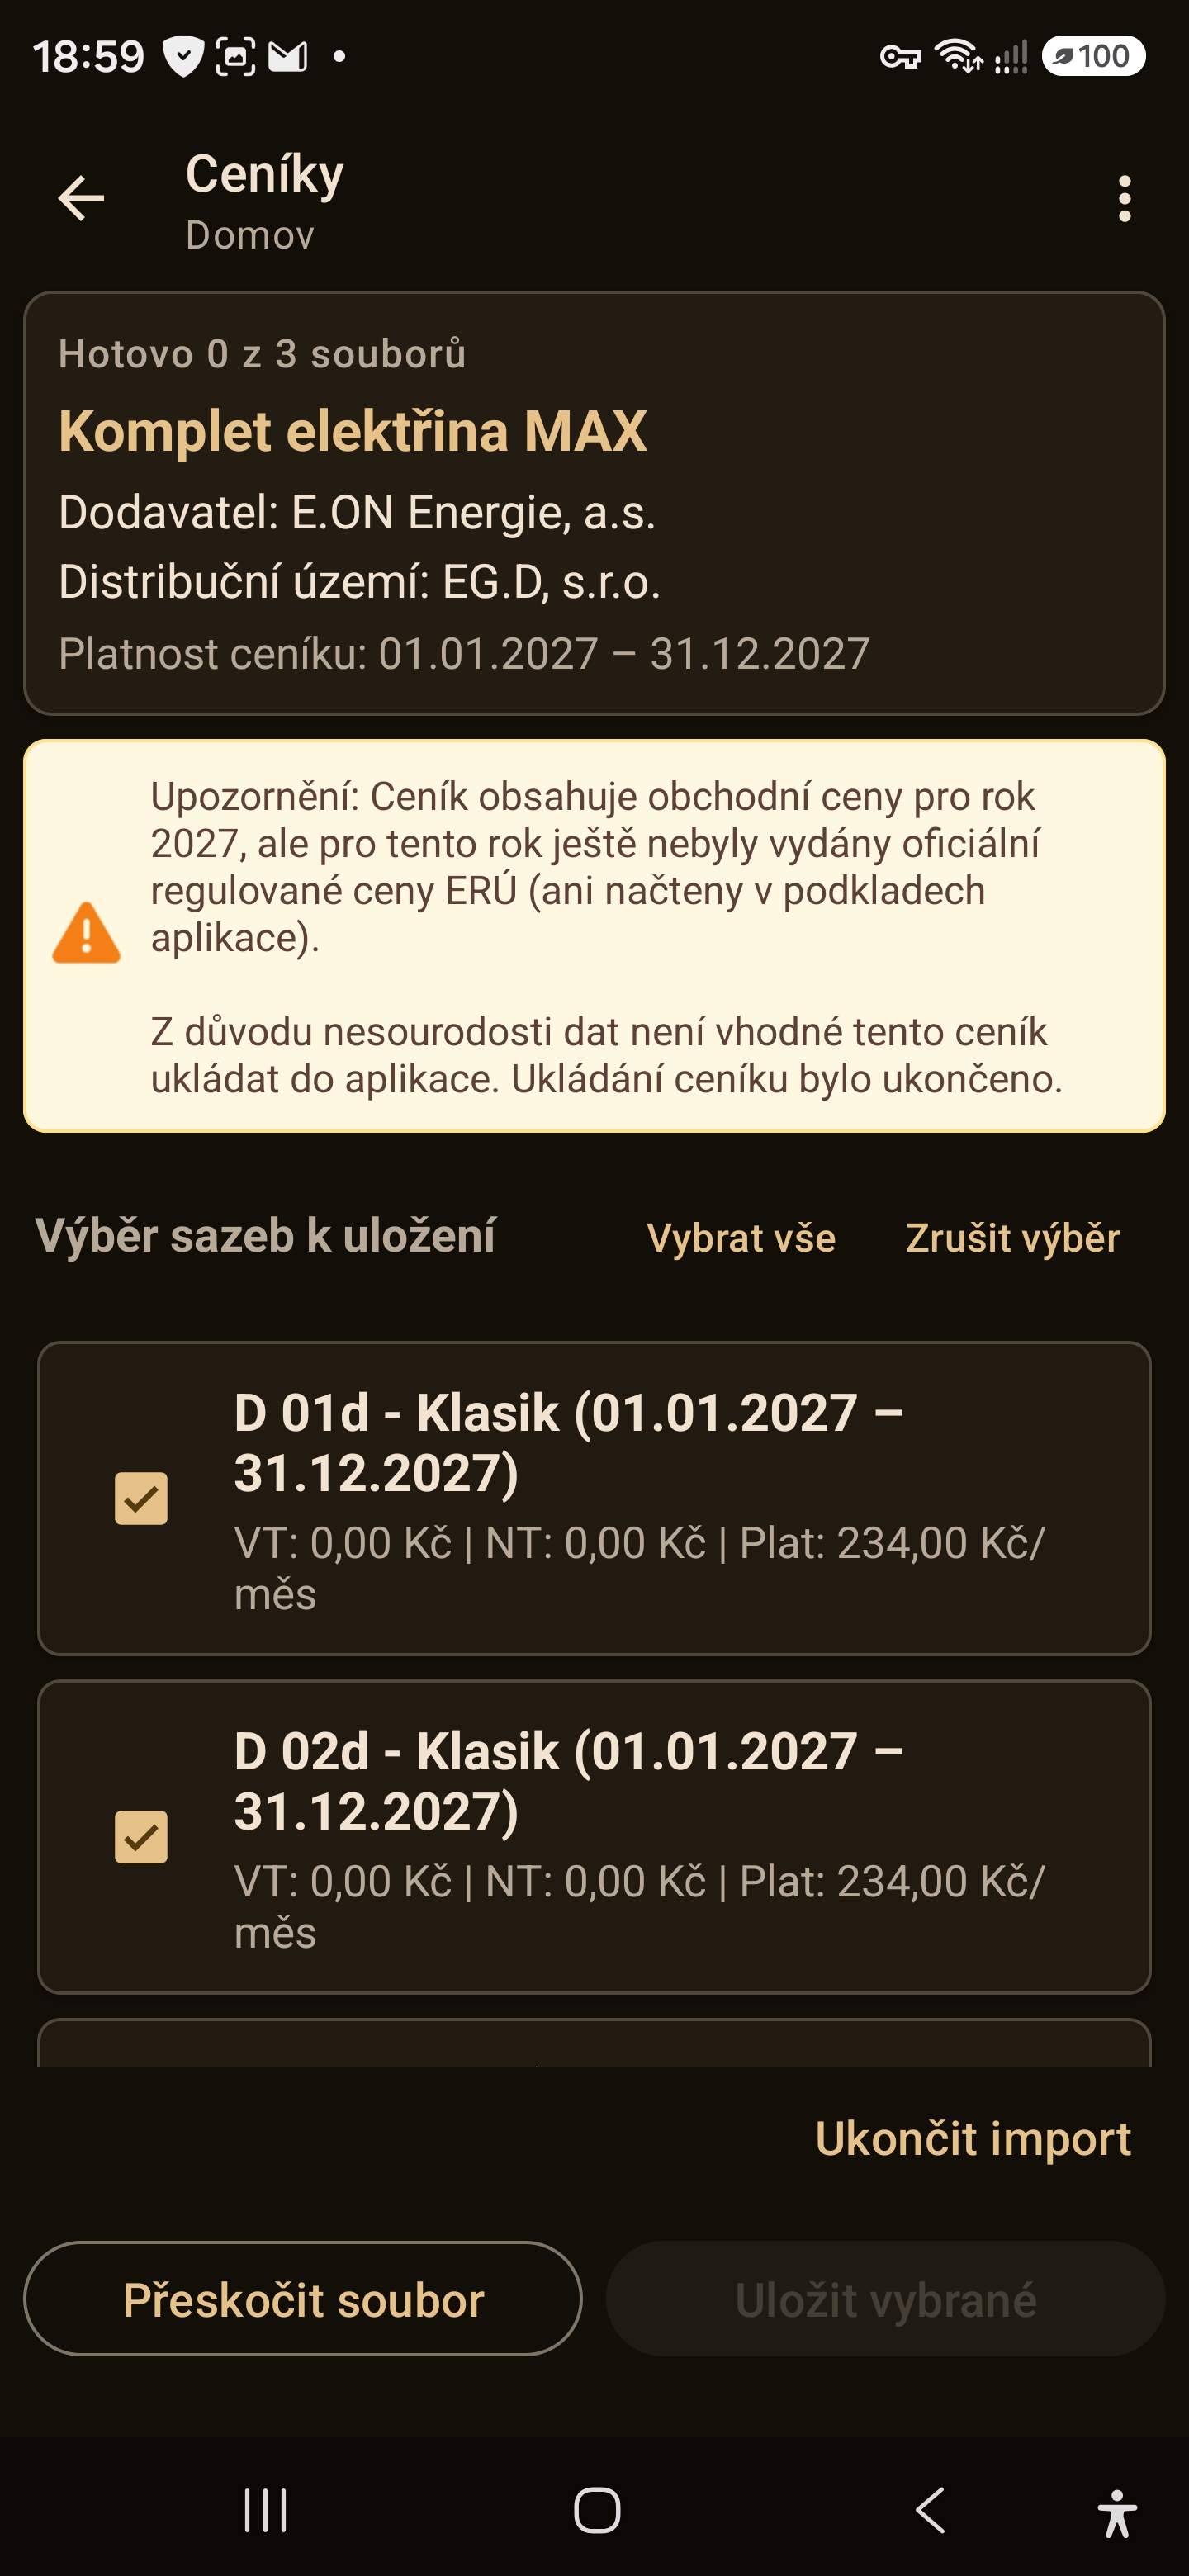 18:59
100
Ceníky
Domov
Hotovo 0 z 3 souborů
Komplet elektřina MAX
Dodavatel: E.ON Energie, a.s.
Distribuční území: EG.D, s.r.o.
Platnost ceníku: 01.01.2027 – 31.12.2027
Upozornění: Ceník obsahuje obchodní ceny pro rok
2027, ale pro tento rok ještě nebyly vydány oficiální
regulované ceny ERÚ (ani načteny v podkladech
aplikace).
Z důvodu nesourodosti dat není vhodné tento ceník
ukládat do aplikace. Ukládání ceníku bylo ukončeno.
Výběr sazeb k uložení
Vybrat vše
Zrušit výběr
D 01d - Klasik (01.01.2027 –
31.12.2027)
VT: 0,00 Kč | NT: 0,00 Kč | Plat: 234,00 Kč/
měs
D 02d - Klasik (01.01.2027 –
31.12.2027)
VT: 0,00 Kč | NT: 0,00 Kč | Plat: 234,00 Kč/
měs
Ukončit import
Přeskočit soubor
Uložit vybrané